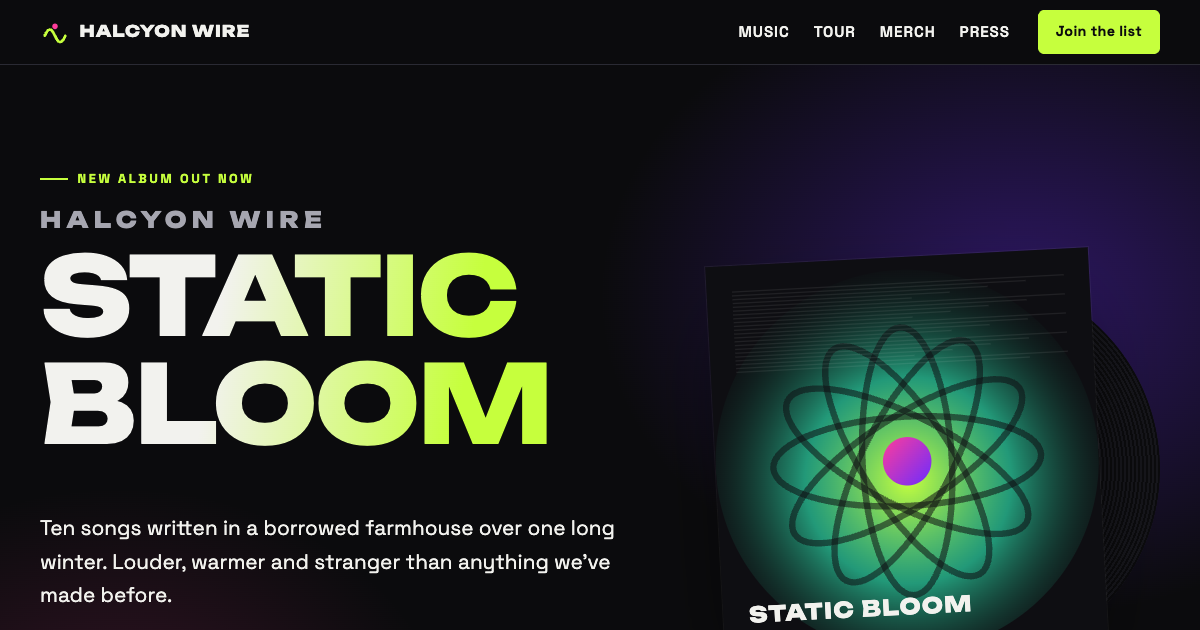 HALCYON WIRE
MUSIC TOUR MERCH PRESS Join the list
NEW ALBUM OUT NOW
HALCYON WIRE
STATIC
BLOOM
Ten songs written in a borrowed farmhouse over one long
winter. Louder, warmer and stranger than anything we’ve
made before.
STATIC BLOOM